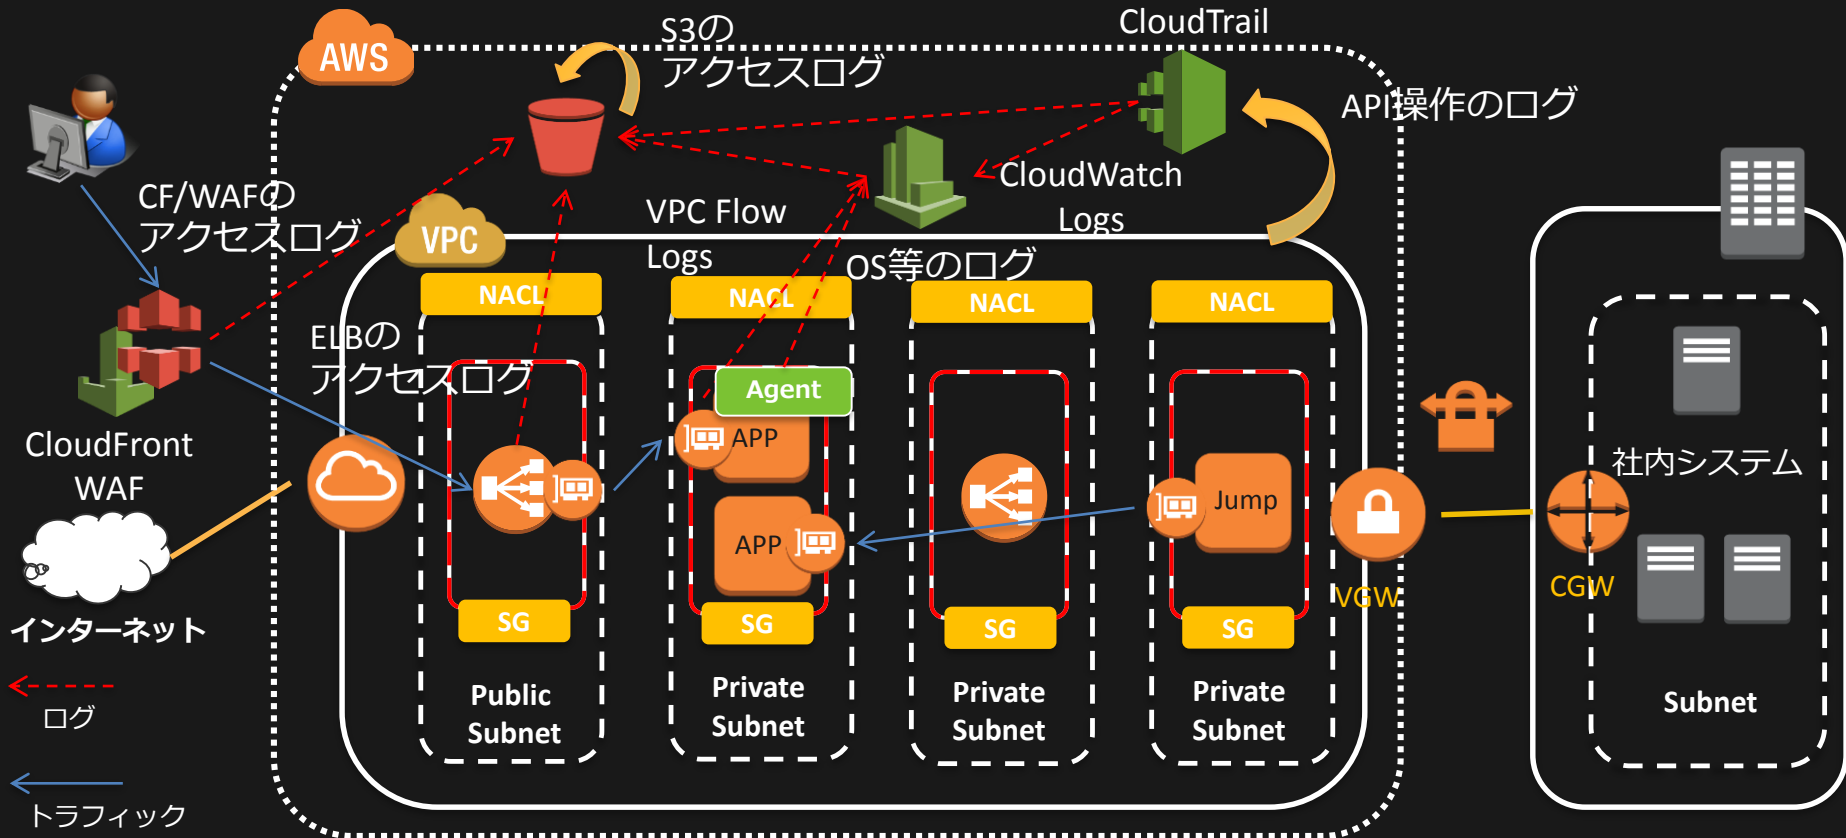 CloudTrail
S3の
アクセスログ
AWS
API操作のログ
CloudWatch
Logs
CF/WAFの
アクセスログ
VPC Flow
Logs
VPC
OS等のログ
NACL
NACL
NACL
NACL
ELBの
アクセスログ
Agent
CloudFront
WAF
APP
APP
Jump
社内システム
VGW
CGW
インターネット
SG
SG
SG
SG
Public
Subnet
Private
Subnet
Private
Subnet
Private
Subnet
Subnet
ログ
トラフィック